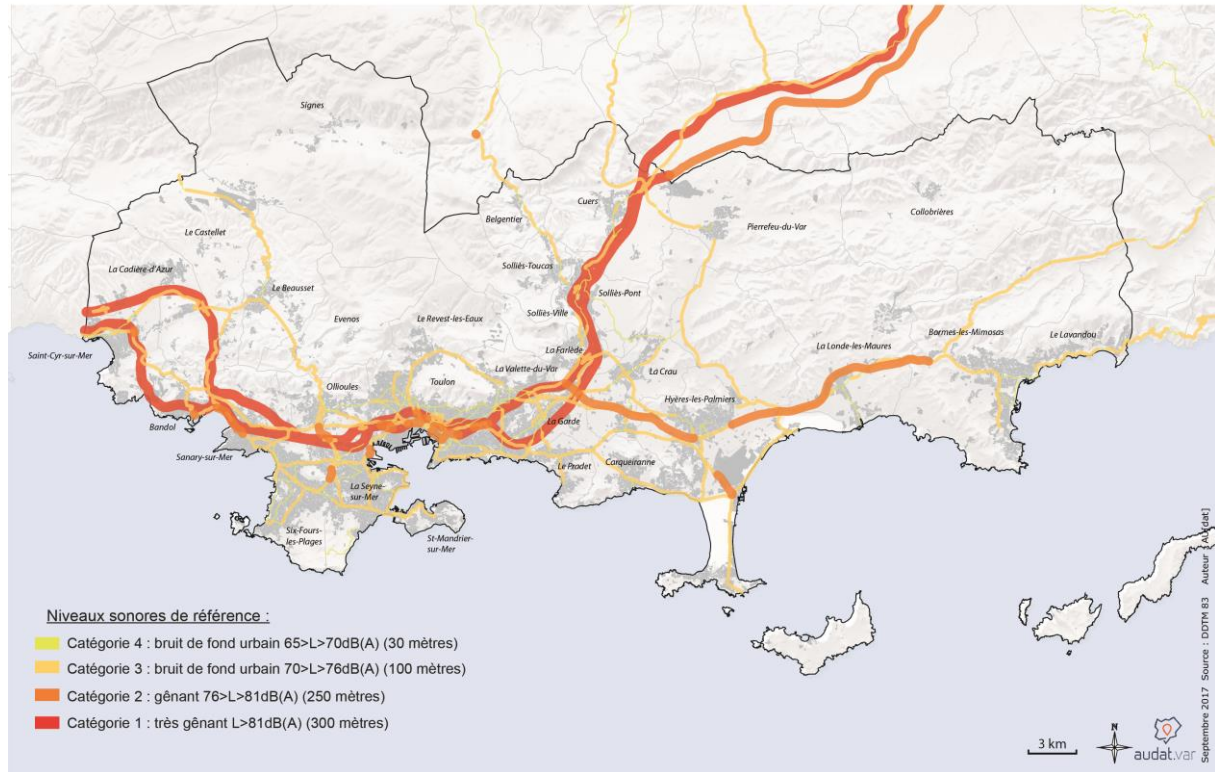 Signes
Cuers
Belgentier
Collobrières
Pierrefeu-du-Var
Le Castellet
La Cadière-d'Azur
Solliès-Toucas
Le Beausset
Solliès-Pont
Evenos
Solliès-Ville
Le Revest-les-Eaux
Bormes-les-Mimosas
Le Lavandou
La Londe-les-Maures
Saint-Cyr-sur-Mer
La Farlède
La Valette-du-Var
La Crau
Ollioules
Toulon
Hyères-les-Palmiers
Bandol
La Garde
Sanary-sur-Mer
Le Pradet
Carqueiranne
La Seyne-
sur-Mer
Six-Fours-
les-Plages
St-Mandrier-
sur-Mer
Niveaux sonores de référence :
Catégorie 4 : bruit de fond urbain 65>L>70dB(A) (30 mètres)
Catégorie 3 : bruit de fond urbain 70>L>76dB(A) (100 mètres)
Catégorie 2 : gênant 76>L>81dB(A) (250 mètres)
Catégorie 1 : très gênant L>81dB(A) (300 mètres)
3 km
N
audat.var
Septembre 2017 Source : DDTM 83 Auteur : Au[dat]